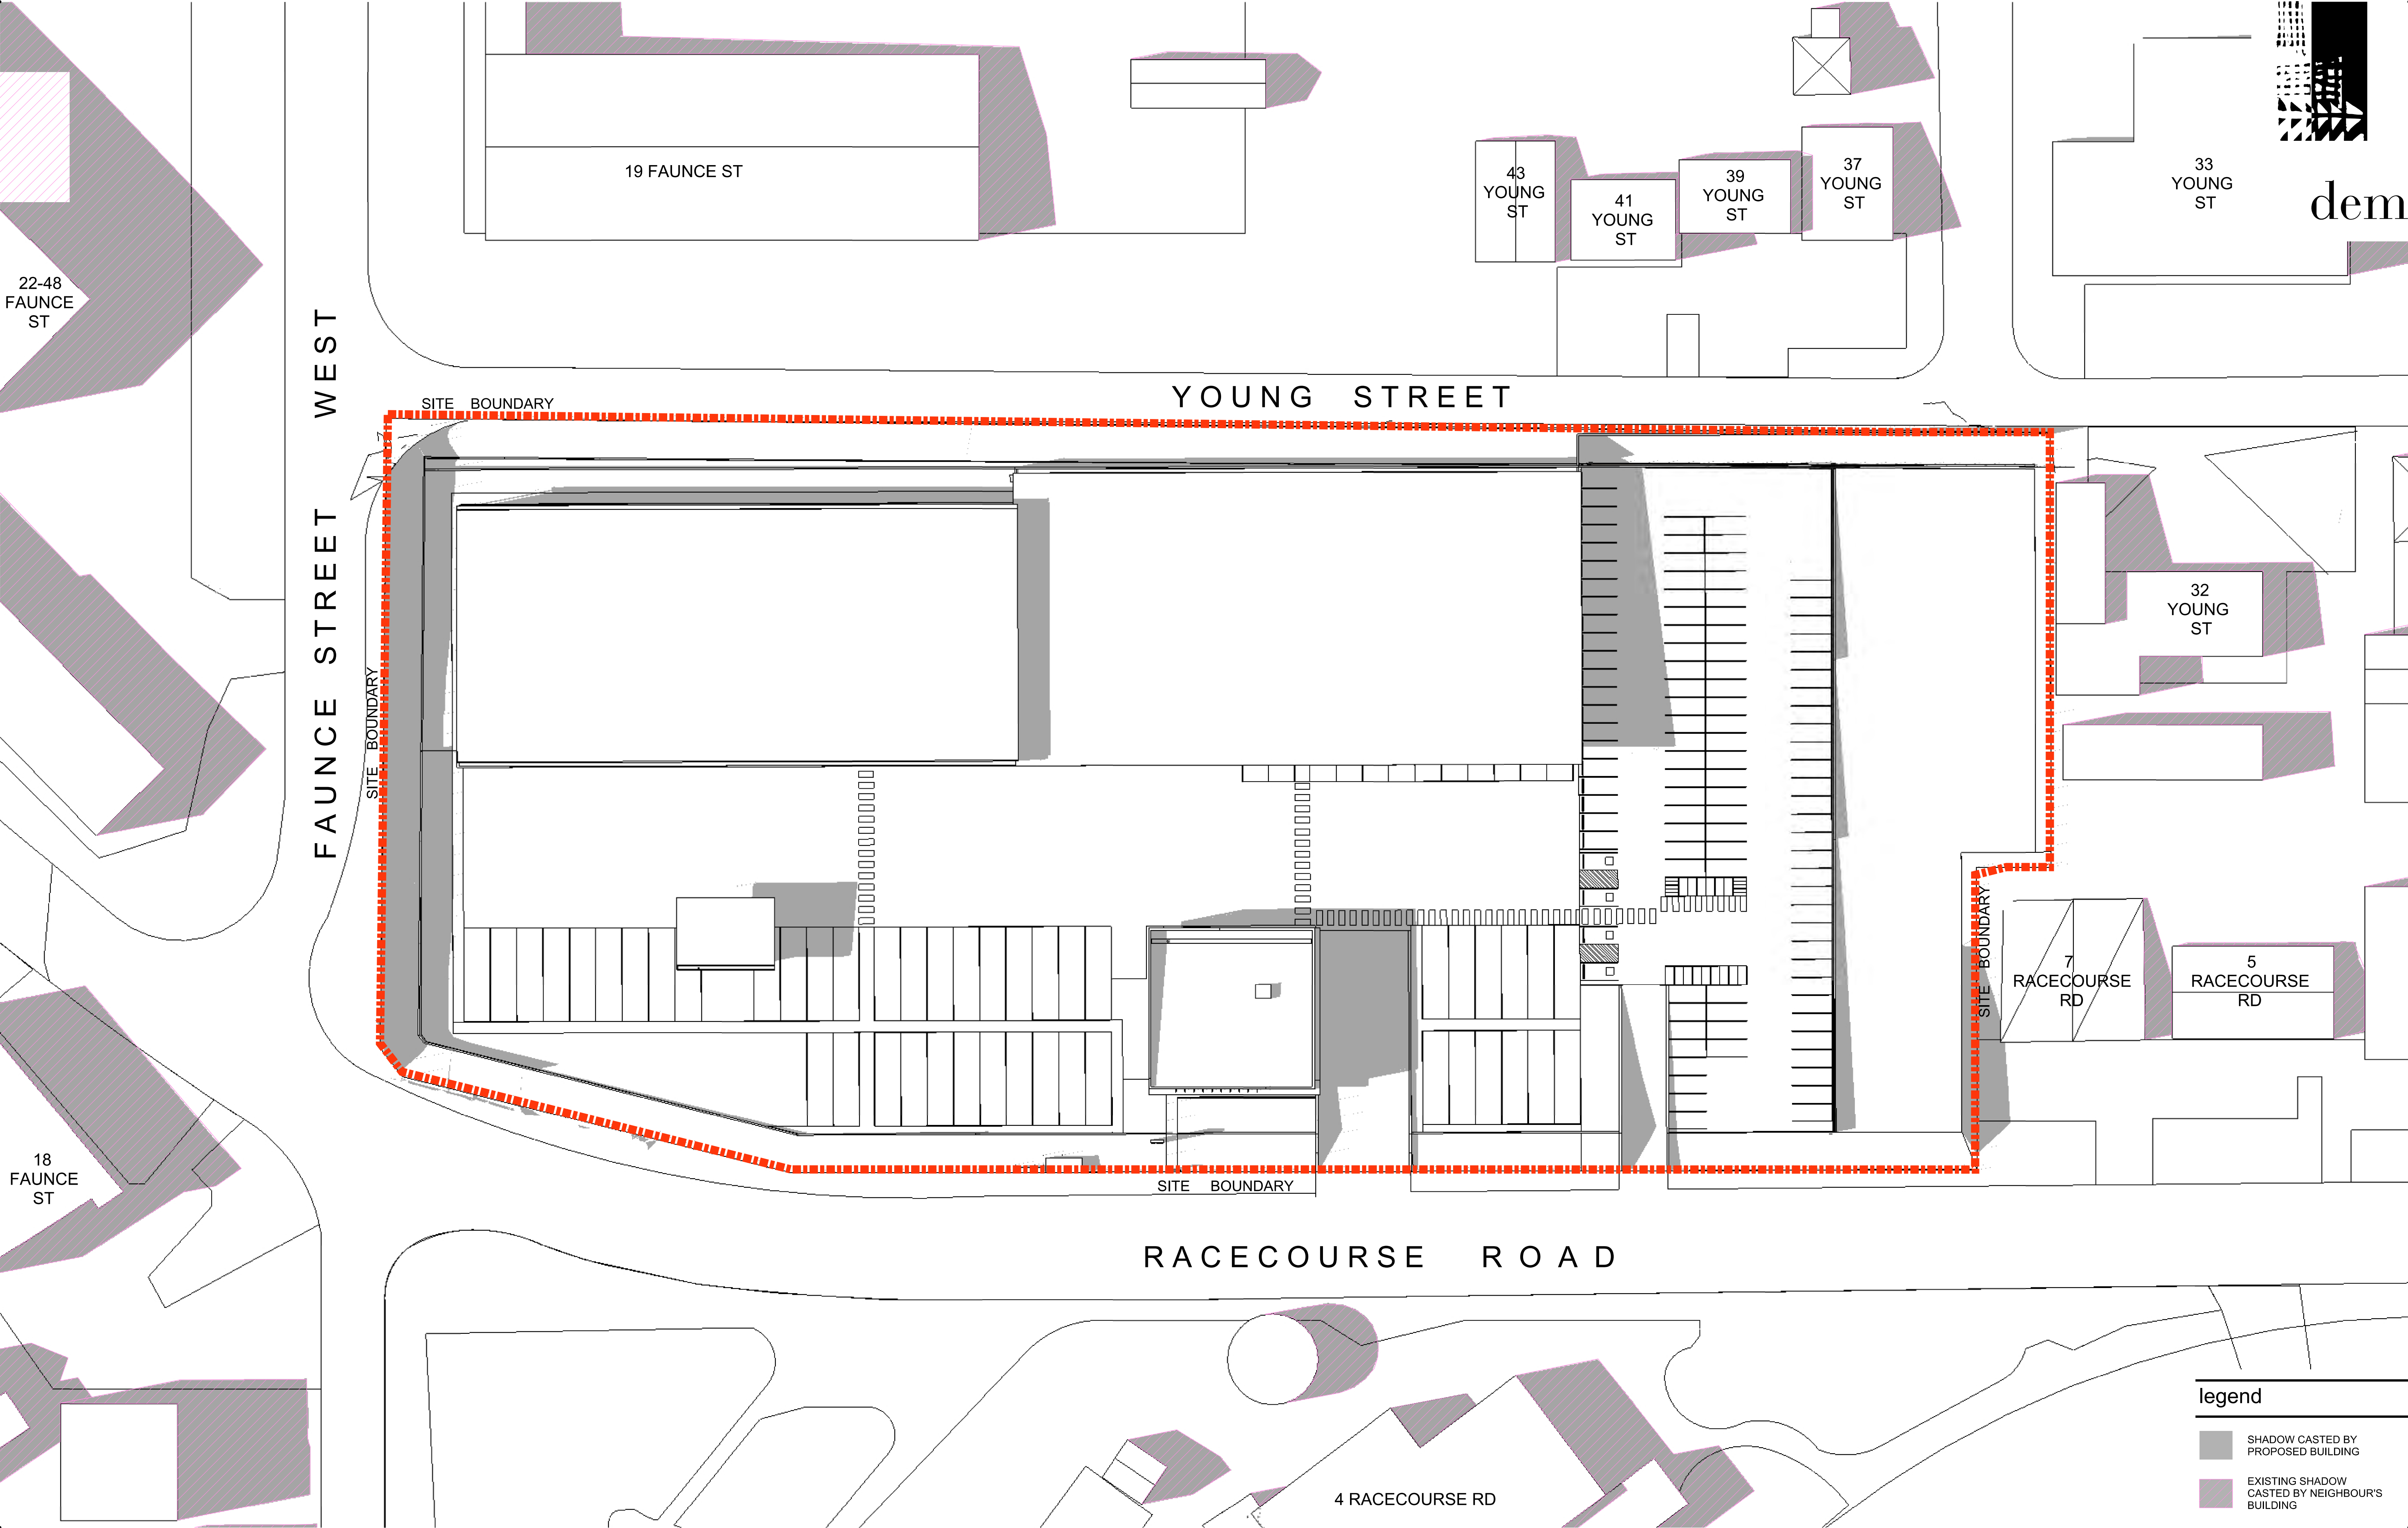 19 FAUNCE ST
43
YOUNG
ST
41
YOUNG
ST
39
YOUNG
ST
37
YOUNG
ST
33
YOUNG
ST
dem
22-48
FAUNCE
ST
FAUNCE STREET WEST
YOUNG STREET
SITE BOUNDARY
SITE BOUNDARY
32
YOUNG
ST
SITE BOUNDARY
7
RACECOURSE
RD
5
RACECOURSE
RD
18
FAUNCE
ST
SITE BOUNDARY
RACECOURSE ROAD
4 RACECOURSE RD
legend
SHADOW CASTED BY
PROPOSED BUILDING
EXISTING SHADOW
CASTED BY NEIGHBOUR'S
BUILDING